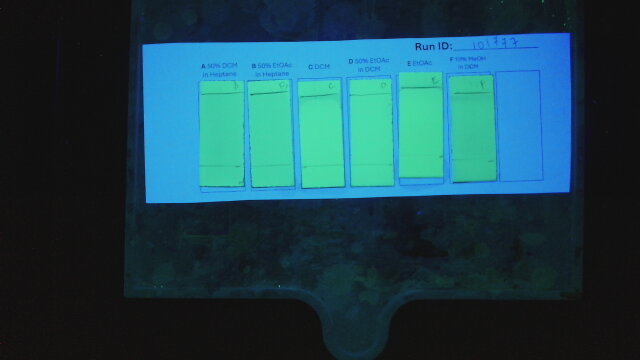 Run ID: 101777
A 50% DCM
in Heptane
B 50% EtOAc
in Heptane
C DCM
D 50% EtOAc
in DCM
E EtOAc
F 10% MeOH
in DCM
C
D
E
F